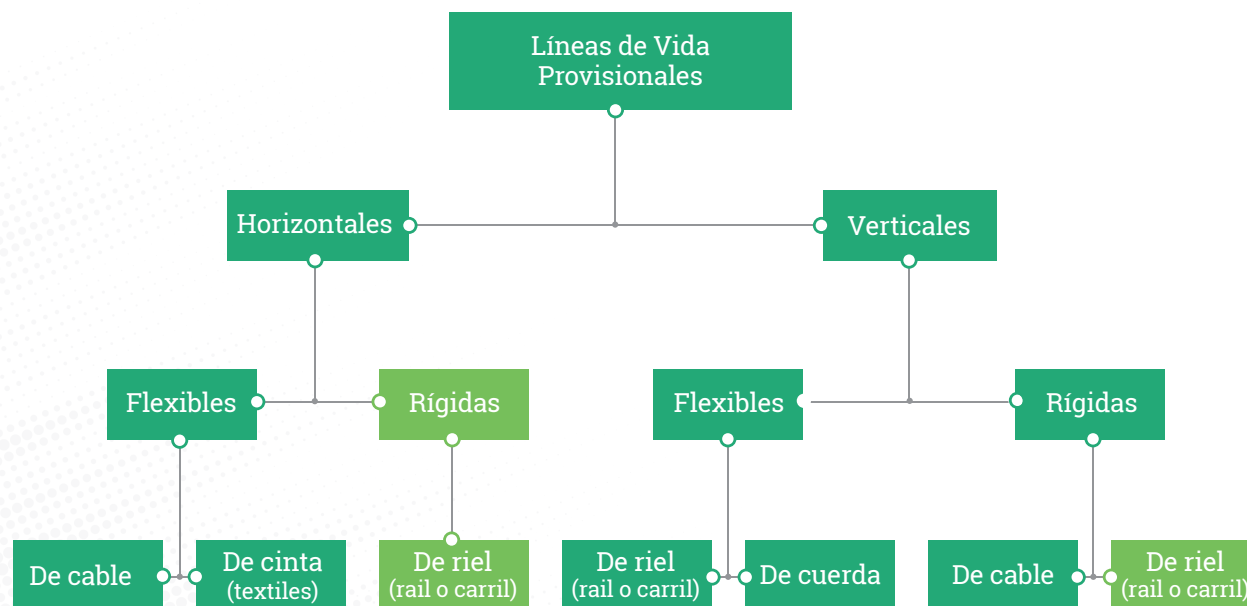 Líneas de Vida
Provisionales
Horizontales
Verticales
Flexibles
Rígidas
Flexibles
Rígidas
De cable
De cinta
(textiles)
De riel
(rail o carril)
De riel
(rail o carril)
De cuerda
De cable
De riel
(rail o carril)